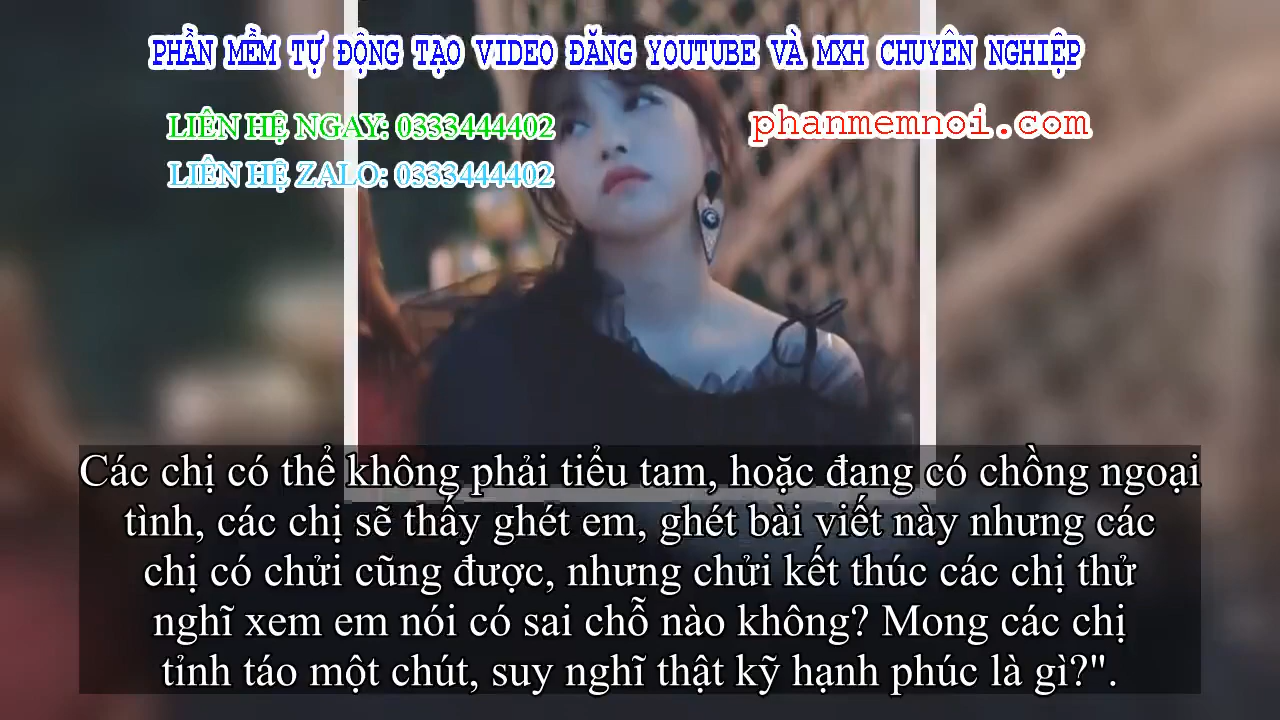 PHẦN MỀM TỰ ĐỘNG TẠO VIDEO ĐĂNG YOUTUBE VÀ MXH CHUYÊN NGHIỆP
LIÊN HỆ NGAY: 0333444402
phanmemnoi.com
LIÊN HỆ ZALO: 0333444402
Các chị có thể không phải tiểu tam, hoặc đang có chồng ngoại
tình, các chị sẽ thấy ghét em, ghét bài viết này nhưng các
chị có chửi cũng được, nhưng chửi kết thúc các chị thử
nghĩ xem em nói có sai chỗ nào không? Mong các chị
tỉnh táo một chút, suy nghĩ thật kỹ hạnh phúc là gì?".